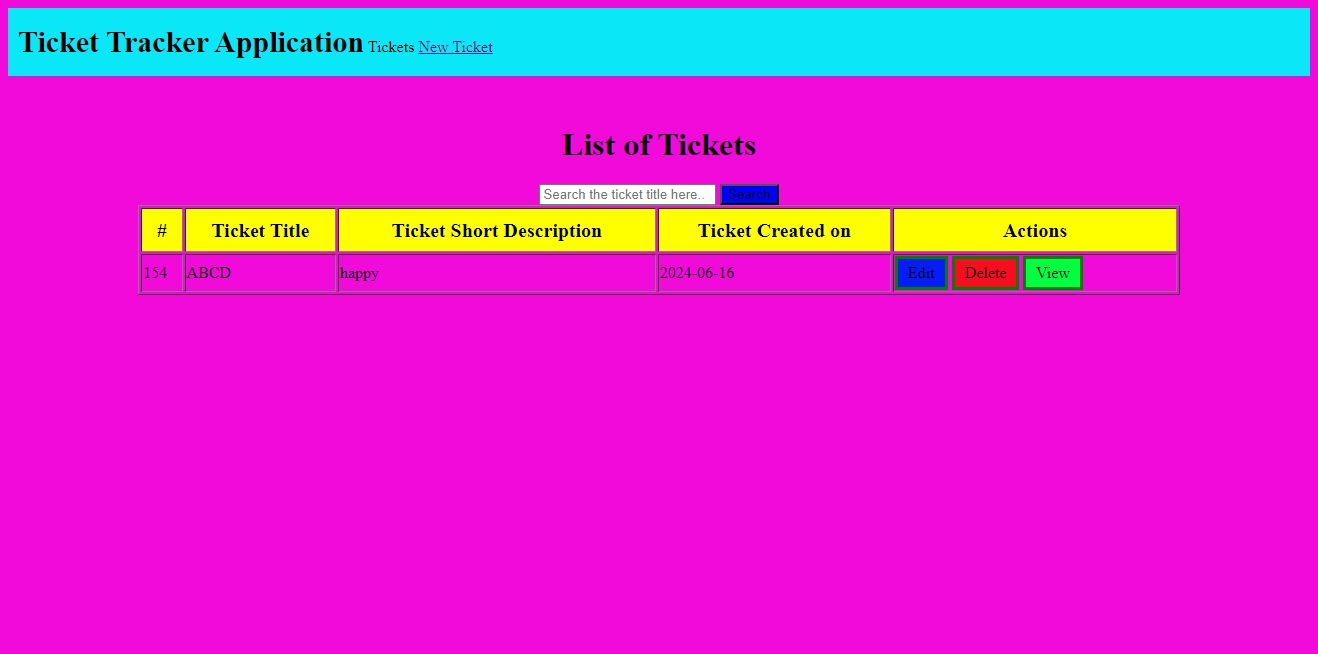 Ticket Tracker Application Tickets New Ticket
List of Tickets
Search the ticket title here.. Search
# Ticket Title Ticket Short Description Ticket Created on Actions
154 ABCD happy 2024-06-16 Edit Delete View